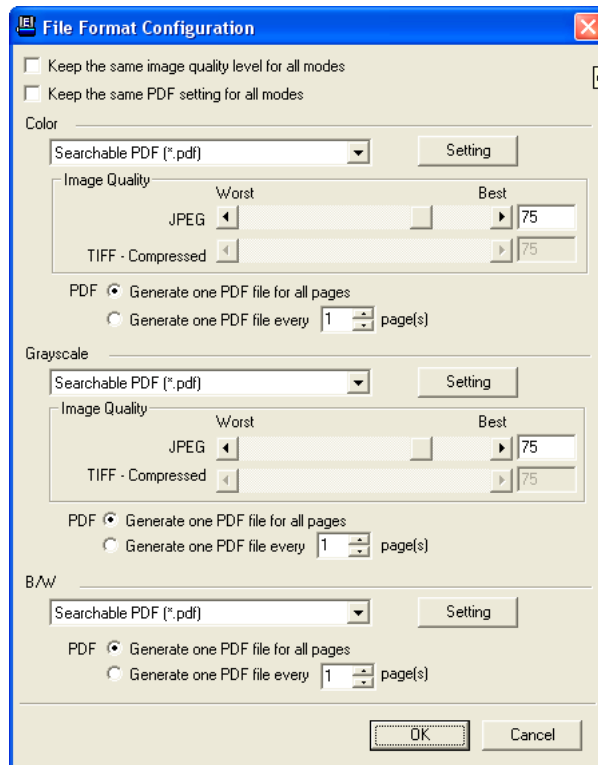 File Format Configuration
Keep the same image quality level for all modes
Keep the same PDF setting for all modes
Color
Searchable PDF (*.pdf) Setting
Image Quality
Worst Best
JPEG 75
TIFF - Compressed 75
PDF Generate one PDF file for all pages
Generate one PDF file every 1 page(s)
Grayscale
Searchable PDF (*.pdf) Setting
Image Quality
Worst Best
JPEG 75
TIFF - Compressed 75
PDF Generate one PDF file for all pages
Generate one PDF file every 1 page(s)
B/W
Searchable PDF (*.pdf) Setting
PDF Generate one PDF file for all pages
Generate one PDF file every 1 page(s)
OK Cancel